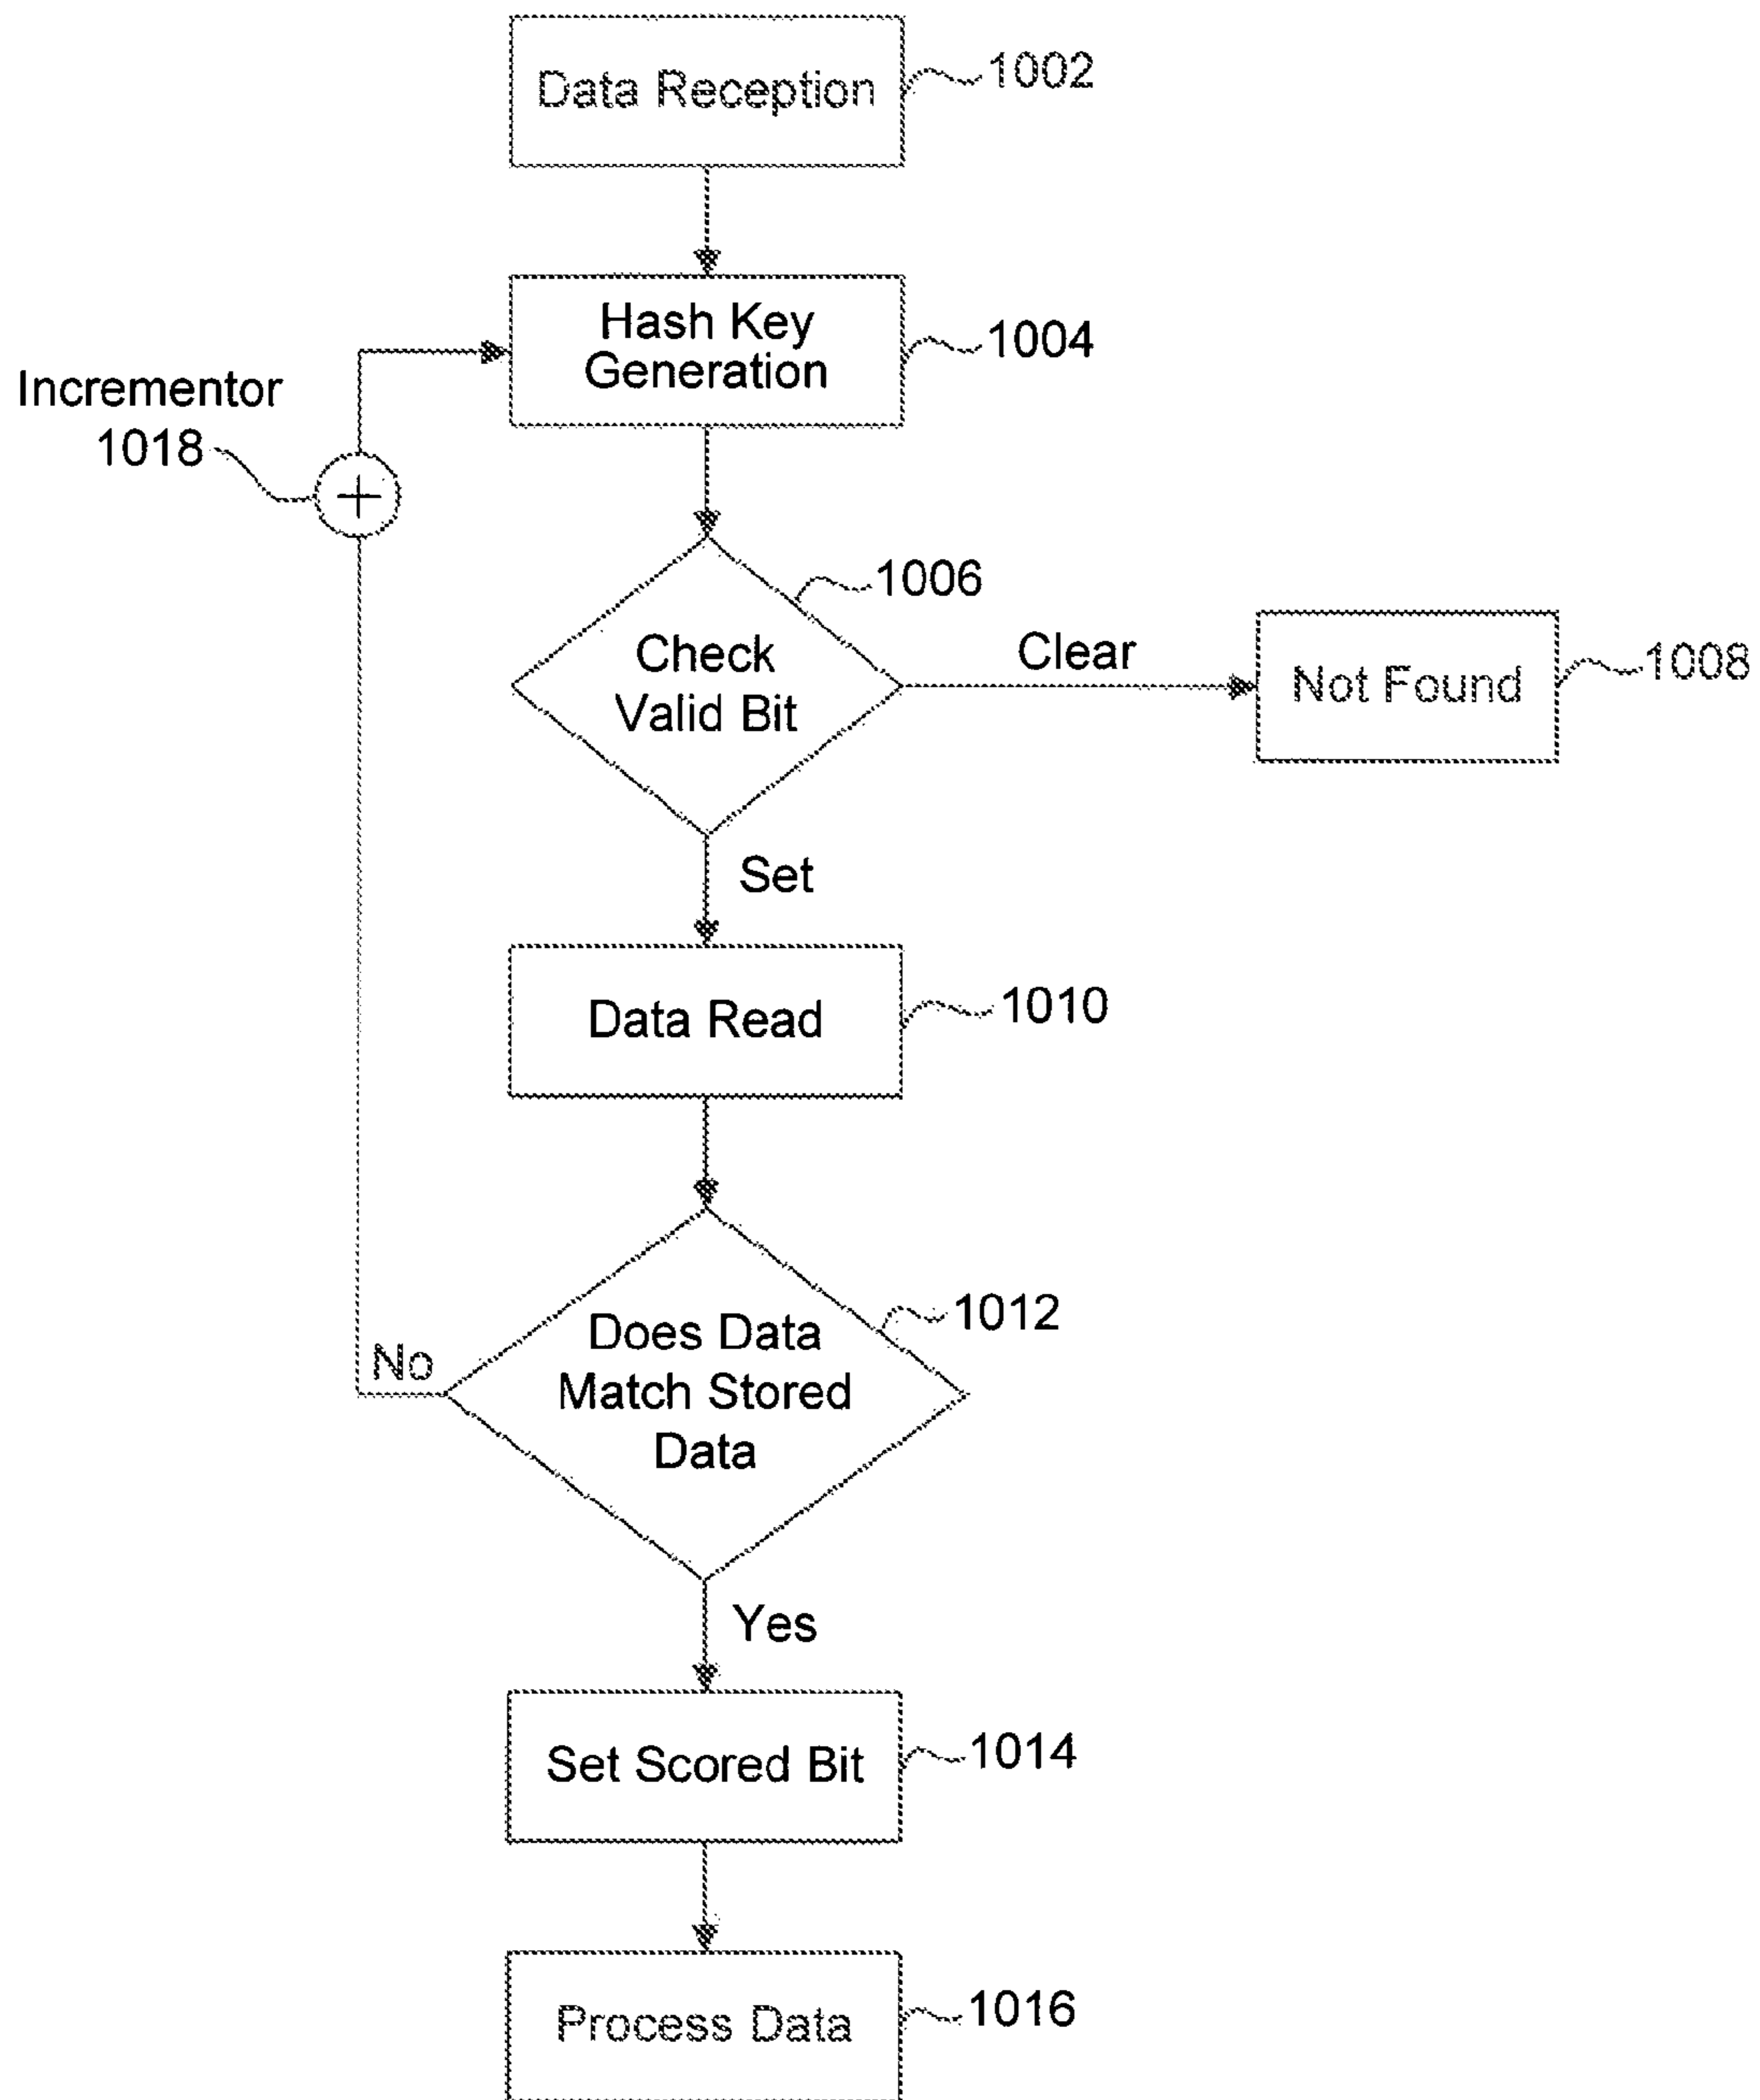 Data Reception
1002
Hash Key
Generation
1004
Incrementor
1018
+
1006
Check
Valid Bit
Clear
Not Found
1008
Set
Data Read
1010
1012
Does Data
Match Stored
Data
No
Yes
Set Scored Bit
1014
Process Data
1016